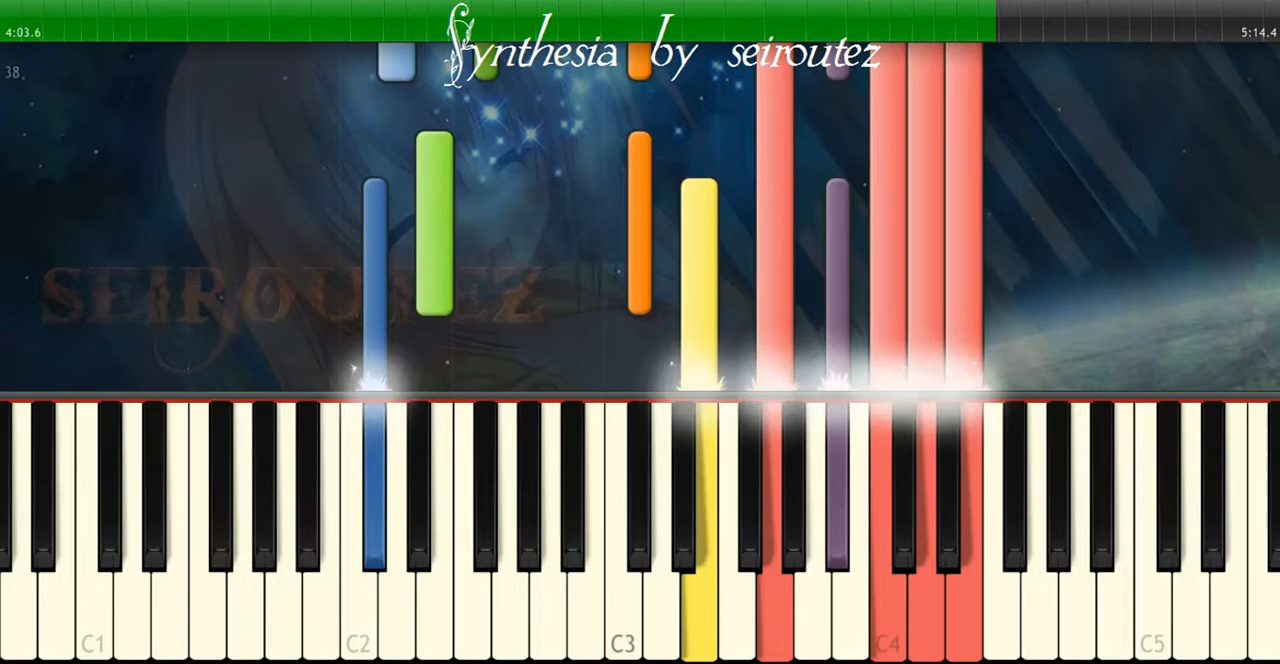 4:03.6
Synthesia by seiroutez
5:14.4
38
SEIROUTEZ
C1
C2
C3
C4
C5